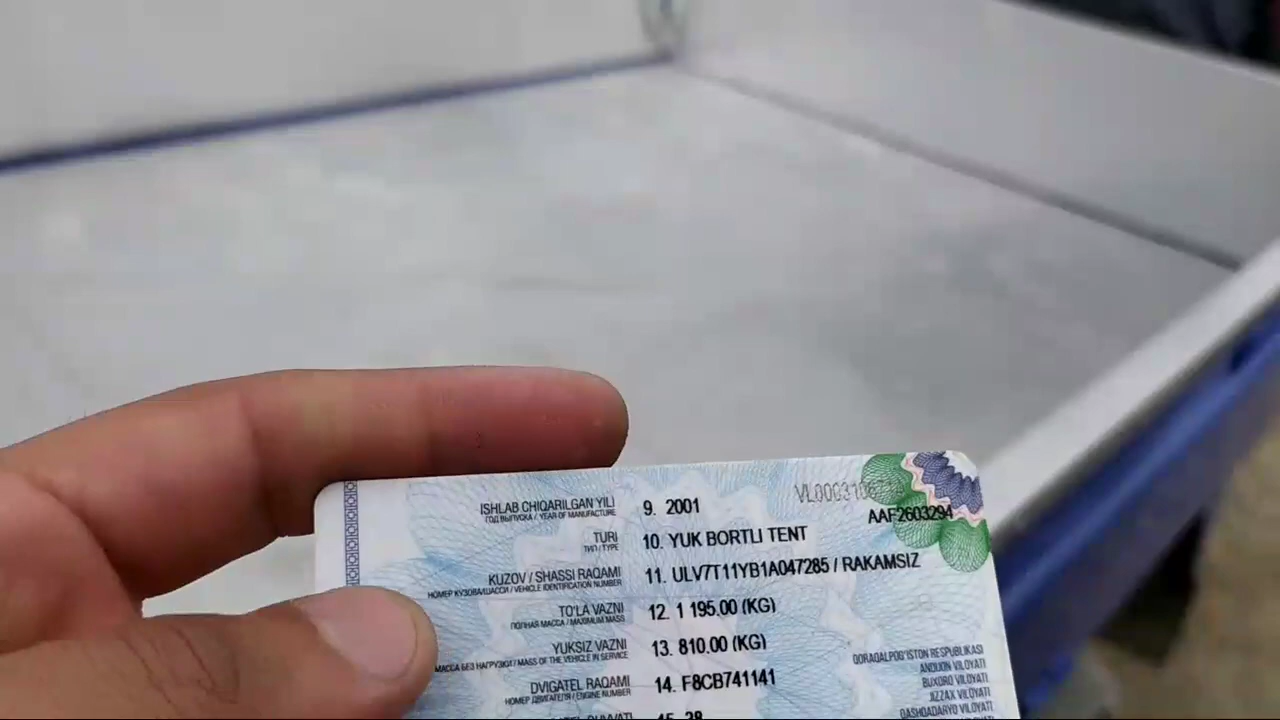 VL0003106
AAF2603294
ISHLAB CHIQARILGAN YILI 9. 2001
ГОД ВЫПУСКА / YEAR OF MANUFACTURE
TURI 10. YUK BORTLI TENT
ТИП / TYPE
KUZOV / SHASSI RAQAMI 11. ULV7T11YB1A047285 / RAKAMSIZ
НОМЕР КУЗОВА/ШАССИ / VEHICLE IDENTIFICATION NUMBER
TO'LA VAZNI 12. 1 195.00 (KG)
ПОЛНАЯ МАССА / MAXIMUM MASS
YUKSIZ VAZNI 13. 810.00 (KG)
МАССА БЕЗ НАГРУЗКИ / MASS OF THE VEHICLE IN SERVICE
DVIGATEL RAQAMI 14. F8CB741141
НОМЕР ДВИГАТЕЛЯ / ENGINE NUMBER
QORAQALPOG'ISTON RESPUBLIKASI
ANDIJON VILOYATI
BUXORO VILOYATI
JIZZAX VILOYATI
QASHQADARYO VILOYATI